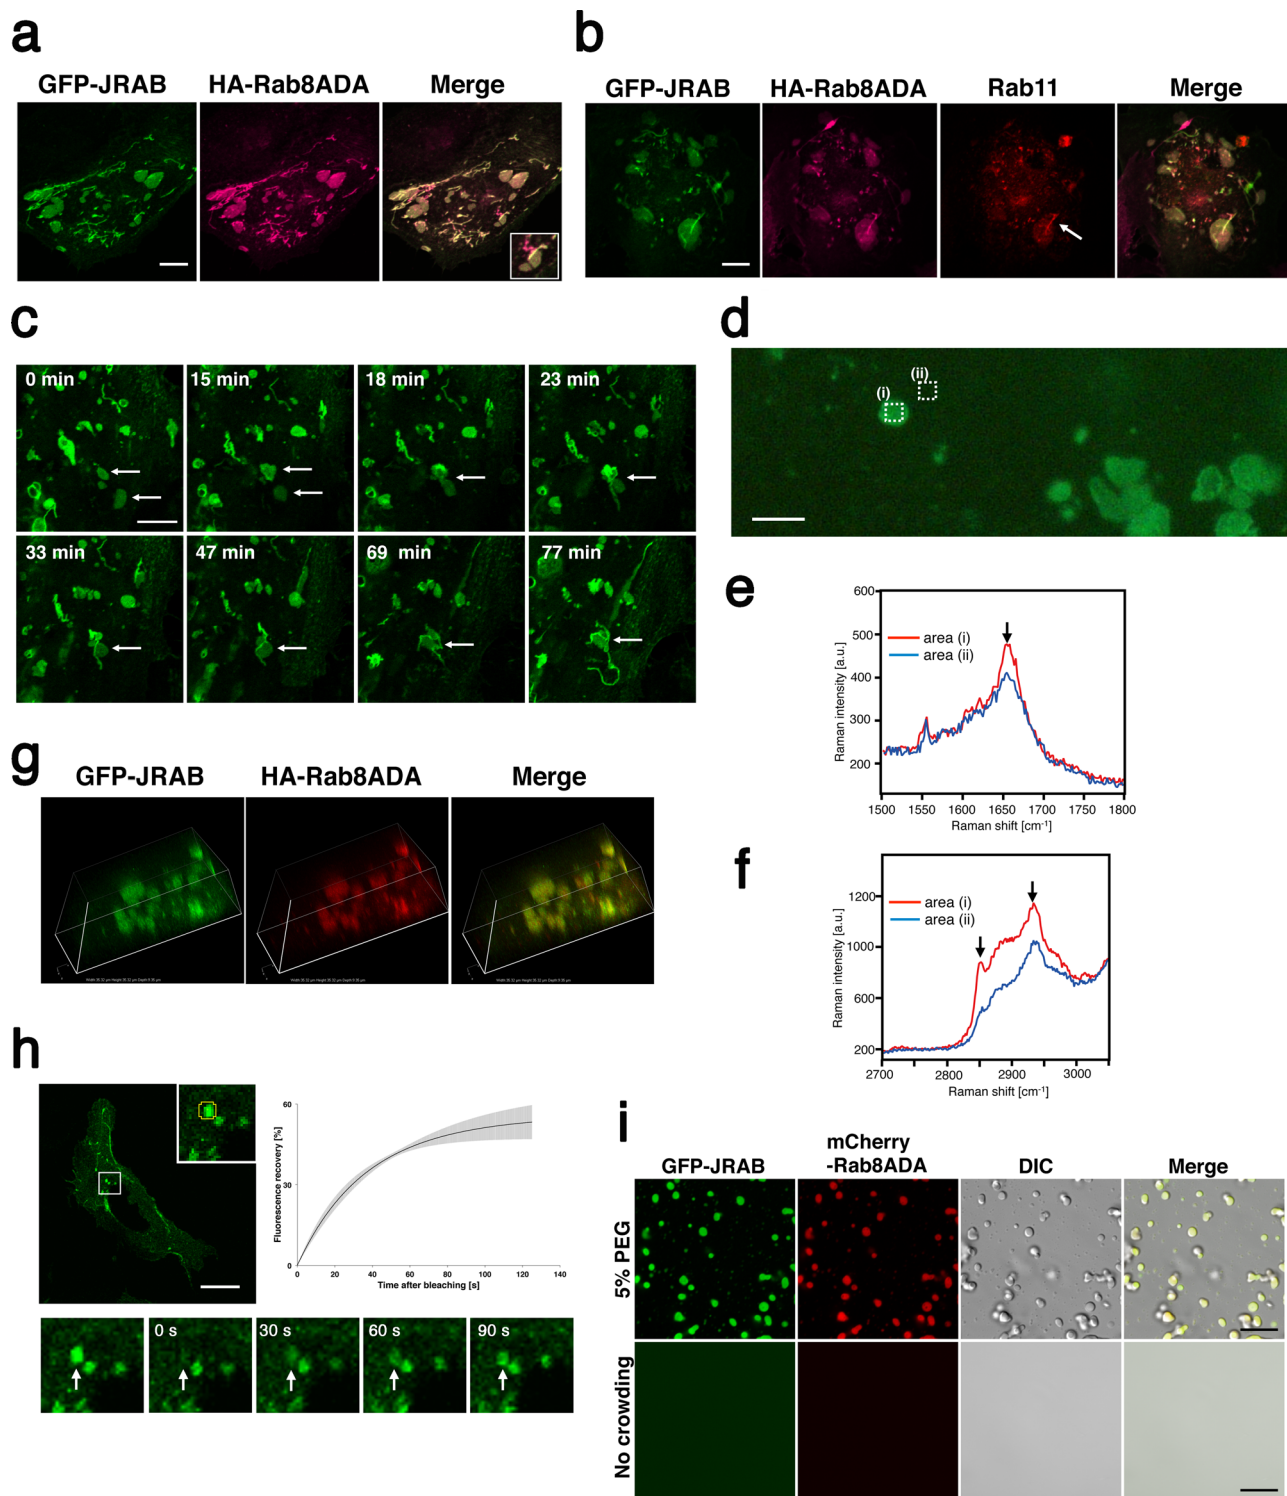 a
GFP-JRAB HA-Rab8ADA Merge
b
GFP-JRAB HA-Rab8ADA Rab11 Merge
c
0 min 15 min 18 min 23 min
33 min 47 min 69 min 77 min
d
(i) (ii)
e
600
500
400
300
200
Raman intensity [a.u.]
area (i)
area (ii)
1500 1550 1600 1650 1700 1750 1800
Raman shift [cm-1)
f
1200
1000
600
200
Raman intensity [a.u.]
area (i)
area (ii)
2700 2800 2900 3000
Raman shift [cm-1]
g
GFP-JRAB HA-Rab8ADA Merge
h
60
30
0
Fluorescence recovery [%]
0 20 40 60 80 100 120 140
Time after bleaching [s]
0 s 30 s 60 s 90 s
i
GFP-JRAB mCherry
-Rab8ADA DIC Merge
5% PEG
No crowding